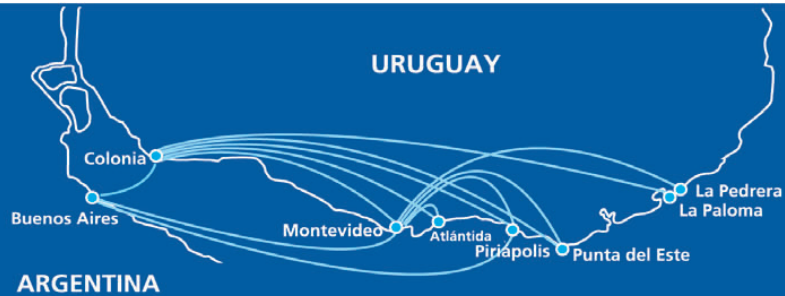 URUGUAY
Colonia
La Pedrera
La Paloma
Buenos Aires
Montevideo
Atlántida
Piriápolis
Punta del Este
ARGENTINA